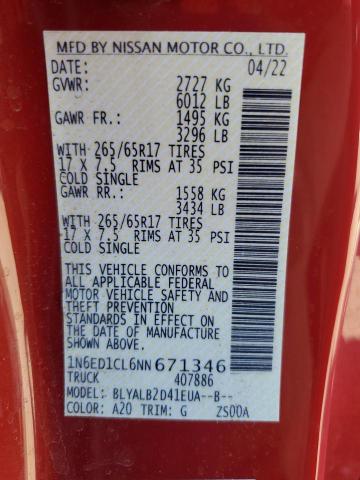 MFD BY NISSAN MOTOR CO., LTD.
DATE: 04/22
GVWR: 2727 KG
6012 LB
GAWR FR.: 1495 KG
3296 LB
WITH 265/65R17 TIRES
17 X 7.5 RIMS AT 35 PSI
COLD SINGLE
GAWR RR.: 1558 KG
3434 LB
WITH 265/65R17 TIRES
17 X 7.5 RIMS AT 35 PSI
COLD SINGLE
THIS VEHICLE CONFORMS TO
ALL APPLICABLE FEDERAL
MOTOR VEHICLE SAFETY AND
THEFT PREVENTION
STANDARDS IN EFFECT ON
THE DATE OF MANUFACTURE
SHOWN ABOVE.
1N6ED1CL6NN671346
TRUCK 407886
MODEL: BLYALB2D41EUA--B--
COLOR: A20 TRIM: G ZS00A